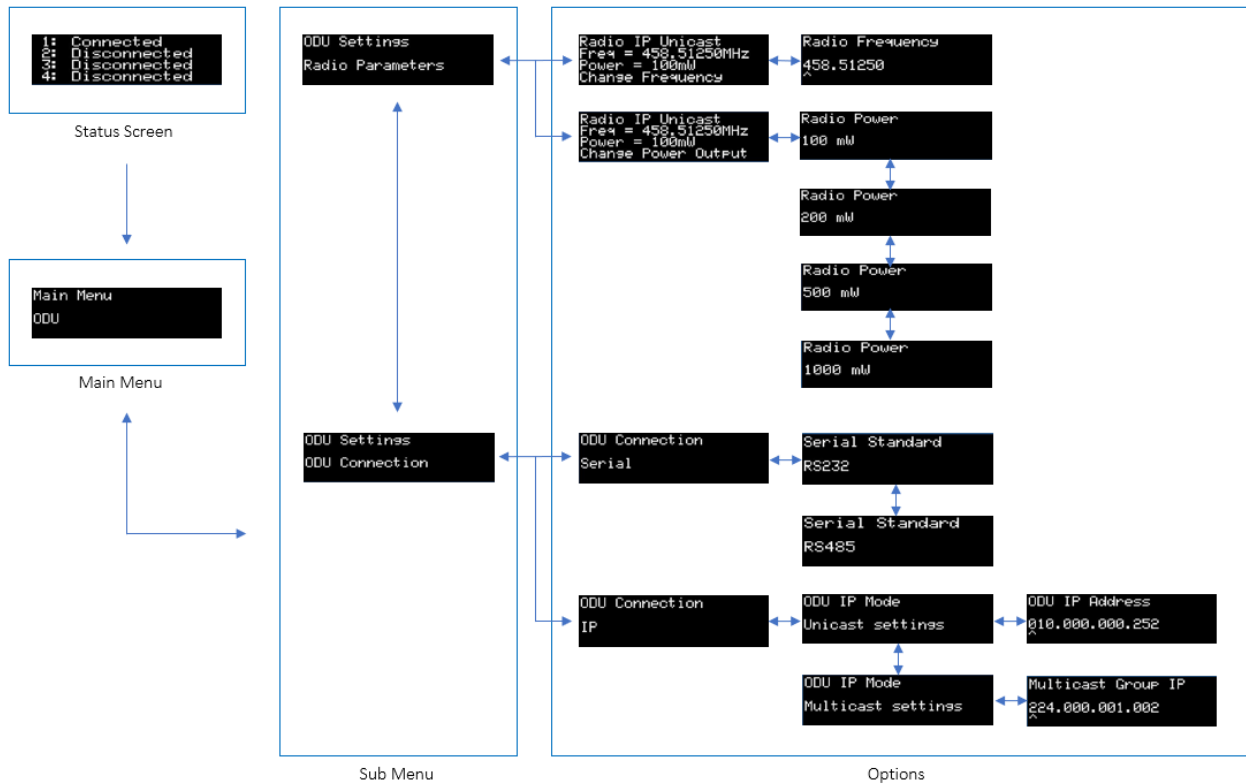 1: Connected
2: Disconnected
3: Disconnected
4: Disconnected
Status Screen
Main Menu
ODU
Main Menu
ODU Settings
Radio Parameters
ODU Settings
ODU Connection
Sub Menu
Radio IP Unicast
Freq = 458.51250MHz
Power = 100mW
Change Frequency
Radio Frequency
458.51250
^
Radio IP Unicast
Freq = 458.51250MHz
Power = 100mW
Change Power Output
Radio Power
100 mW
Radio Power
200 mW
Radio Power
500 mW
Radio Power
1000 mW
ODU Connection
Serial
Serial Standard
RS232
Serial Standard
RS485
ODU Connection
IP
ODU IP Mode
Unicast settings
ODU IP Address
010.000.000.252
^
ODU IP Mode
Multicast settings
Multicast Group IP
224.000.001.002
^
Options